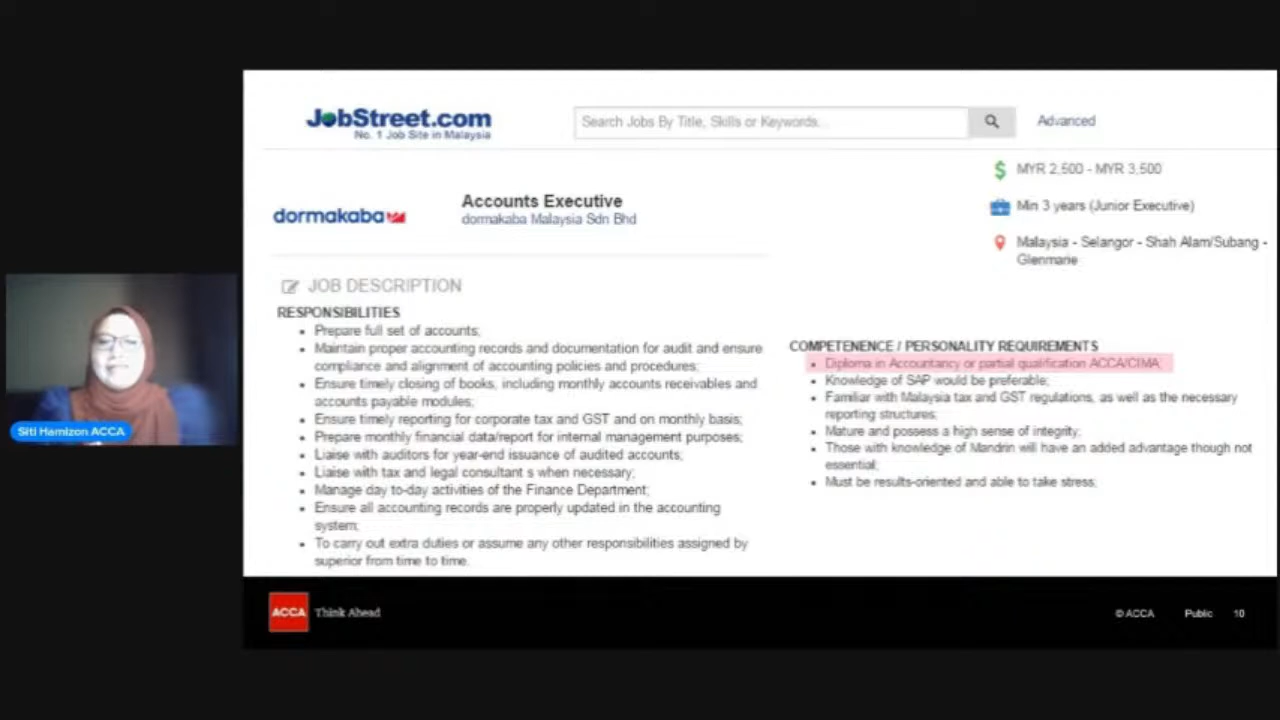 JobStreet.com
No. 1 Job Site in Malaysia
Search Jobs By Title, Skills or Keywords...
Advanced
MYR 2,500 - MYR 3,500
Min 3 years (Junior Executive)
Malaysia - Selangor - Shah Alam/Subang -
Glenmarie
dormakaba
Accounts Executive
dormakaba Malaysia Sdn Bhd
JOB DESCRIPTION
RESPONSIBILITIES
• Prepare full set of accounts;
• Maintain proper accounting records and documentation for audit and ensure
compliance and alignment of accounting policies and procedures;
• Ensure timely closing of books, including monthly accounts receivables and
accounts payable modules;
• Ensure timely reporting for corporate tax and GST and on monthly basis;
• Prepare monthly financial data/report for internal management purposes;
• Liaise with auditors for year-end issuance of audited accounts;
• Liaise with tax and legal consultant s when necessary;
• Manage day to-day activities of the Finance Department;
• Ensure all accounting records are properly updated in the accounting
system;
• To carry out extra duties or assume any other responsibilities assigned by
superior from time to time.
COMPETENENCE / PERSONALITY REQUIREMENTS
• Diploma in Accountancy or partial qualification ACCA/CIMA;
• Knowledge of SAP would be preferable;
• Familiar with Malaysia tax and GST regulations, as well as the necessary
reporting structures;
• Mature and possess a high sense of integrity;
• Those with knowledge of Mandrin will have an added advantage though not
essential;
• Must be results-oriented and able to take stress;
Siti Hamizon ACCA
ACCA
Think Ahead
© ACCA
Public
10